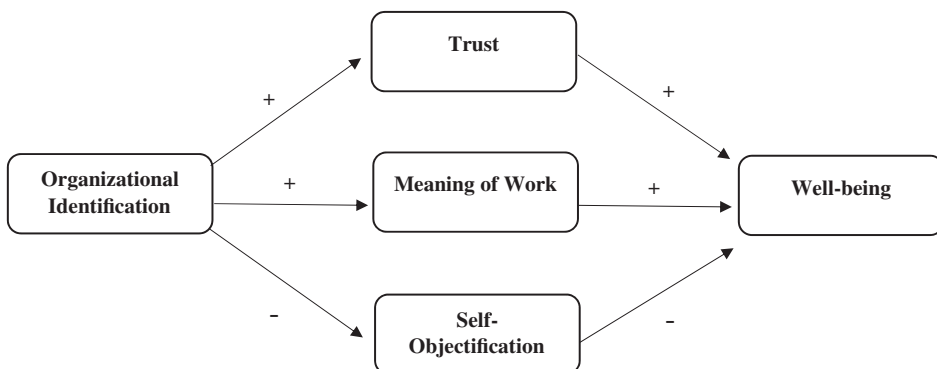 Trust
+
+
Organizational
Identification
+
Meaning of Work
+
Well-being
-
Self-
Objectification
-